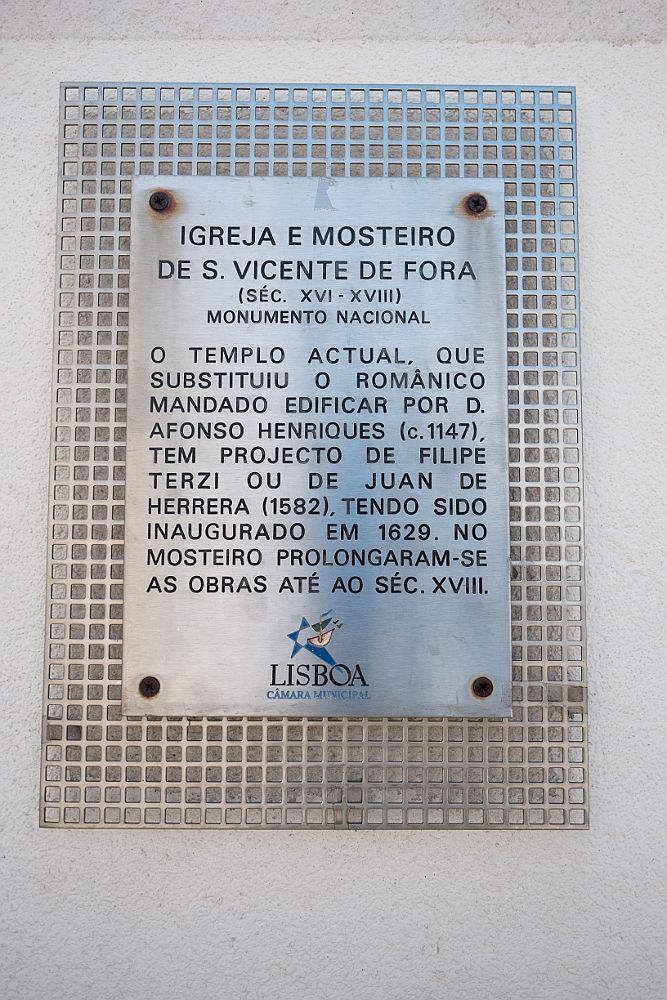 IGREJA E MOSTEIRO
DE S. VICENTE DE FORA
(SÉC. XVI - XVIII)
MONUMENTO NACIONAL
O TEMPLO ACTUAL, QUE
SUBSTITUIU O ROMÂNICO
MANDADO EDIFICAR POR D.
AFONSO HENRIQUES (c.1147),
TEM PROJECTO DE FILIPE
TERZI OU DE JUAN DE
HERRERA (1582), TENDO SIDO
INAUGURADO EM 1629. NO
MOSTEIRO PROLONGARAM-SE
AS OBRAS ATÉ AO SÉC. XVIII.
LISBOA
CÂMARA MUNICIPAL